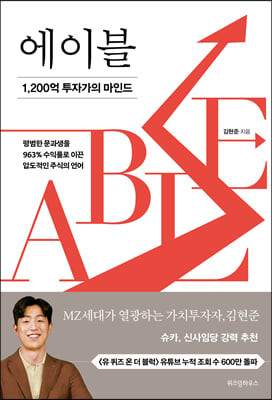 에이블
1,200억 투자가의 마인드
김현준 지음
평범한 문과생을
963% 수익률로 이끈
압도적인 주식의 언어
ABLE
MZ세대가 열광하는 가치투자자, 김현준
슈카, 신사임당 강력 추천
《유 퀴즈 온 더 블럭》 유튜브 누적 조회 수 600만 돌파
위즈덤하우스